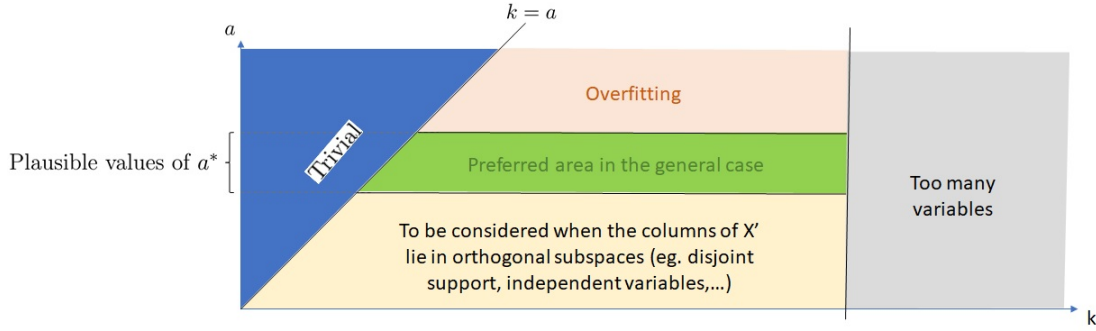 k = a
a
Overfitting
Trivial
Plausible values of a*
Preferred area in the general case
Too many
variables
To be considered when the columns of X’
lie in orthogonal subspaces (eg. disjoint
support, independent variables,...)
k